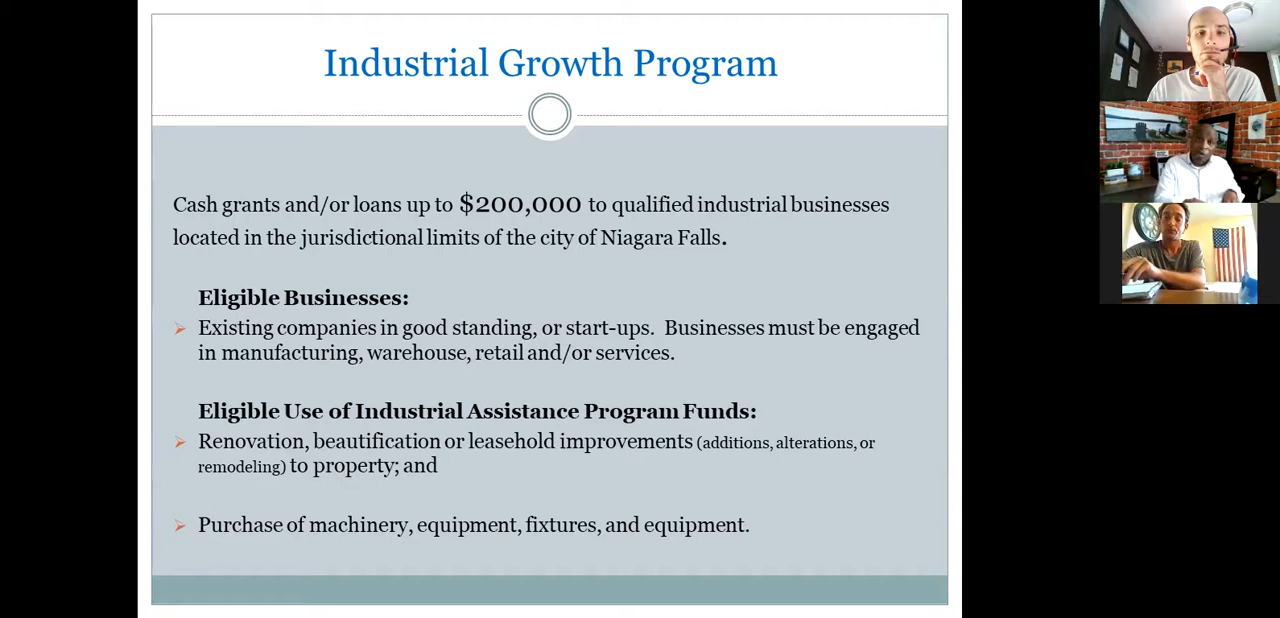 Industrial Growth Program
Cash grants and/or loans up to $200,000 to qualified industrial businesses
located in the jurisdictional limits of the city of Niagara Falls.
Eligible Businesses:
Existing companies in good standing, or start-ups. Businesses must be engaged
in manufacturing, warehouse, retail and/or services.
Eligible Use of Industrial Assistance Program Funds:
Renovation, beautification or leasehold improvements (additions, alterations, or
remodeling) to property; and
Purchase of machinery, equipment, fixtures, and equipment.